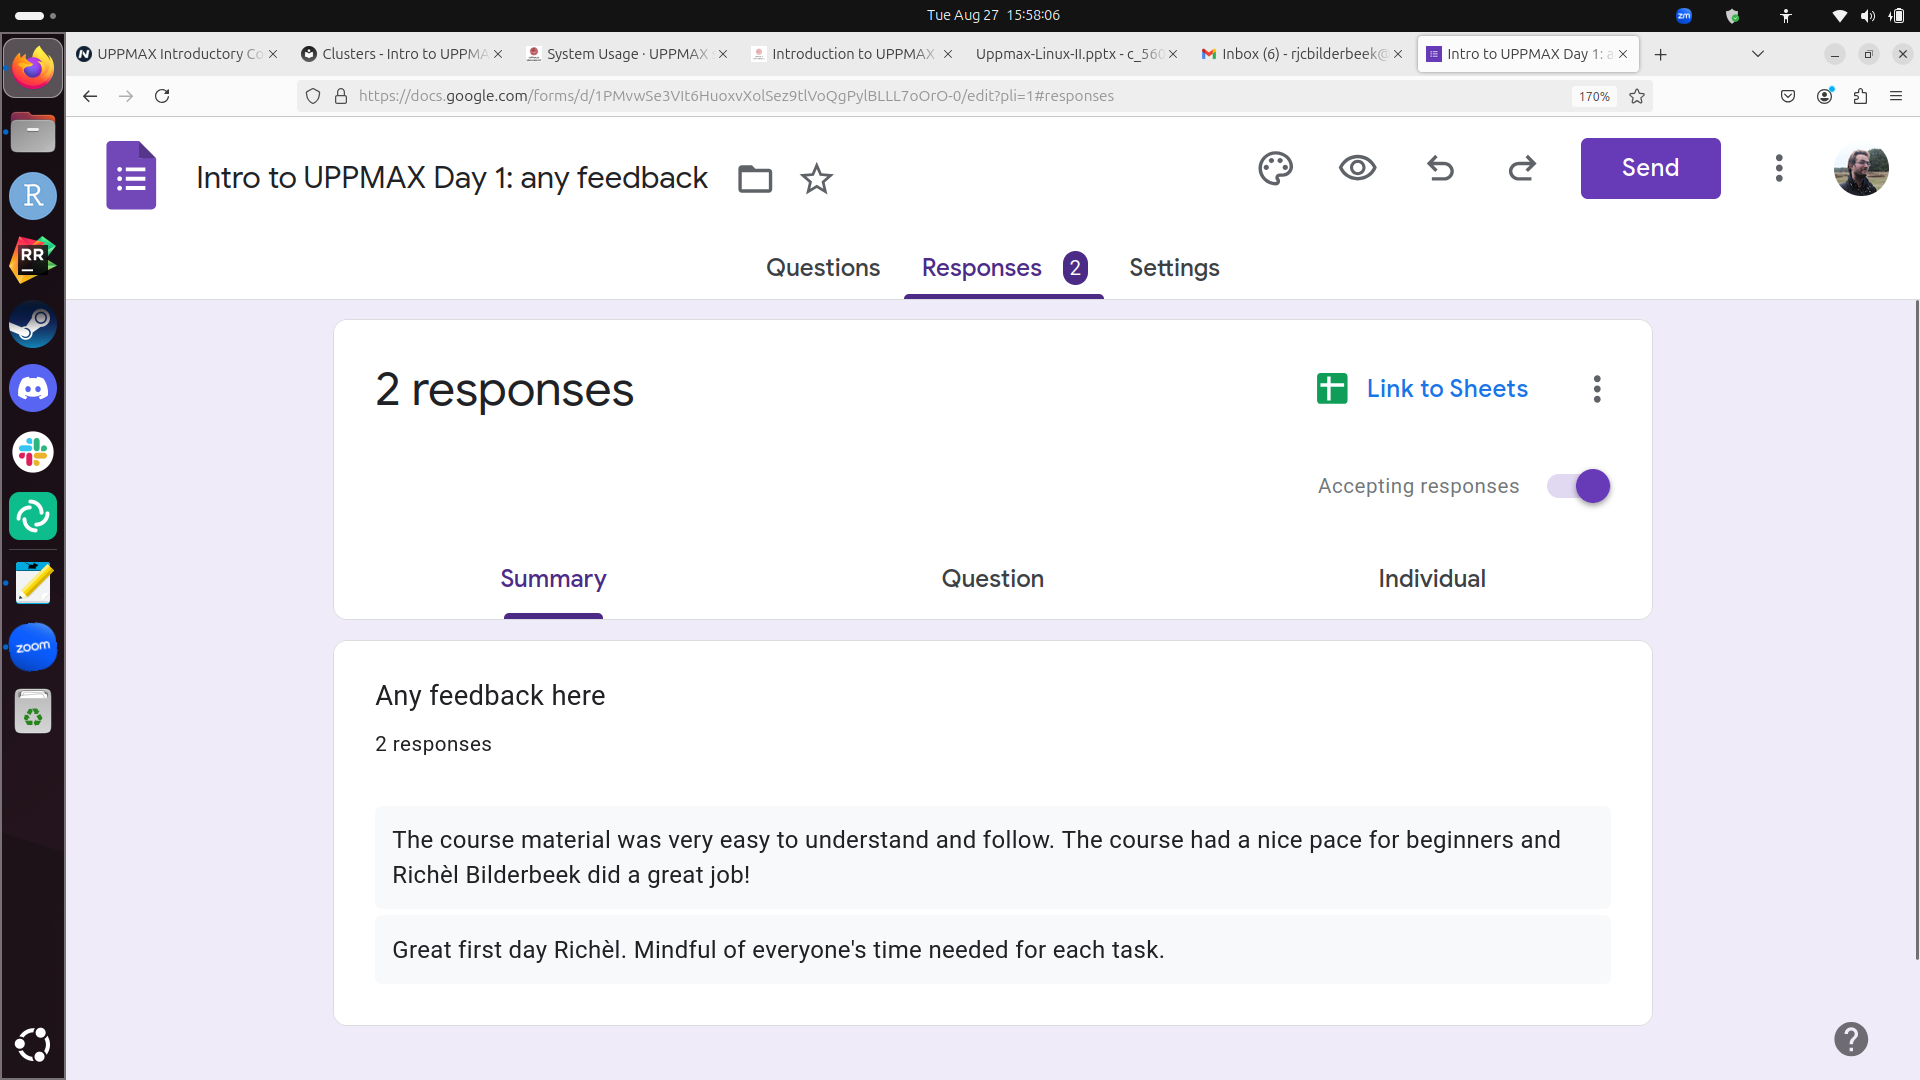 Tue Aug 27 15:58:06
zm
UPPMAX Introductory Co
Clusters - Intro to UPPMA
System Usage · UPPMAX
Introduction to UPPMAX
Uppmax-Linux-II.pptx - c_560
Inbox (6) - rjcbilderbeek@
Intro to UPPMAX Day 1: a
https://docs.google.com/forms/d/1PMvwSe3VIt6HuoxvXolSez9tlVoQgPylBLLL7oOrO-0/edit?pli=1#responses
170%
Intro to UPPMAX Day 1: any feedback
Send
Questions
Responses 2
Settings
2 responses
Link to Sheets
Accepting responses
Summary
Question
Individual
Any feedback here
2 responses
The course material was very easy to understand and follow. The course had a nice pace for beginners and
Richèl Bilderbeek did a great job!
Great first day Richèl. Mindful of everyone's time needed for each task.
R
RR
zoom